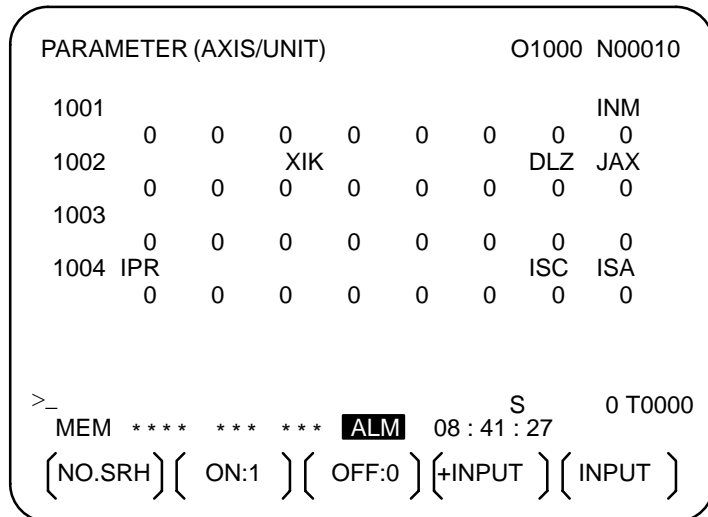 PARAMETER (AXIS/UNIT) O1000 N00010
1001 INM
0 0 0 0 0 0 0 0
1002 XIK DLZ JAX
0 0 0 0 0 0 0 0
1003
0 0 0 0 0 0 0 0
1004 IPR ISC ISA
0 0 0 0 0 0 0 0
>_ S 0 T0000
MEM **** *** *** ALM 08 : 41 : 27
[NO.SRH] [ ON:1 ] [ OFF:0 ] [+INPUT ] [ INPUT ]